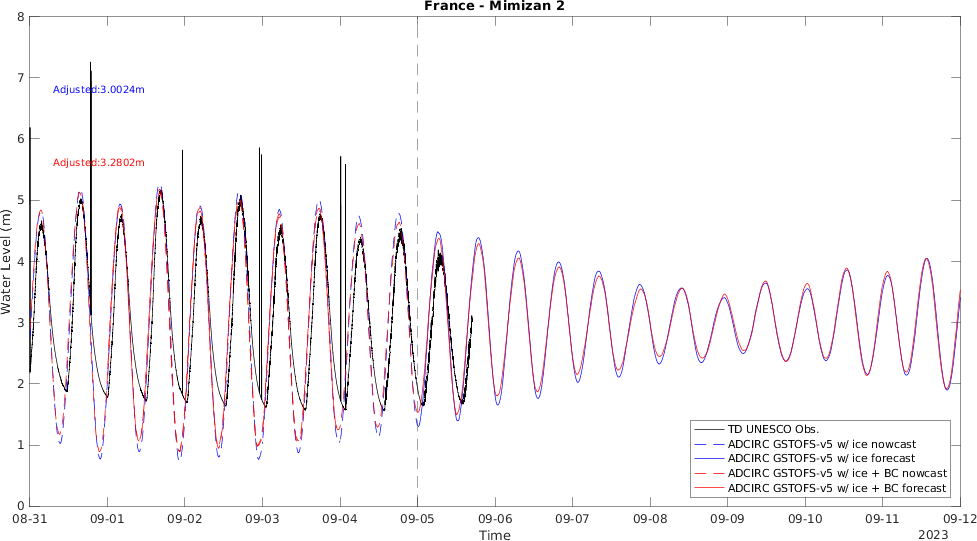 France - Mimizan 2
8
7
6
5
4
3
2
1
0
Water Level (m)
Adjusted:3.0024m
Adjusted:3.2802m
TD UNESCO Obs.
ADCIRC GSTOFS-v5 w/ ice nowcast
ADCIRC GSTOFS-v5 w/ ice forecast
ADCIRC GSTOFS-v5 w/ ice + BC nowcast
ADCIRC GSTOFS-v5 w/ ice + BC forecast
08-31 09-01 09-02 09-03 09-04 09-05 09-06 09-07 09-08 09-09 09-10 09-11 09-12
Time
2023